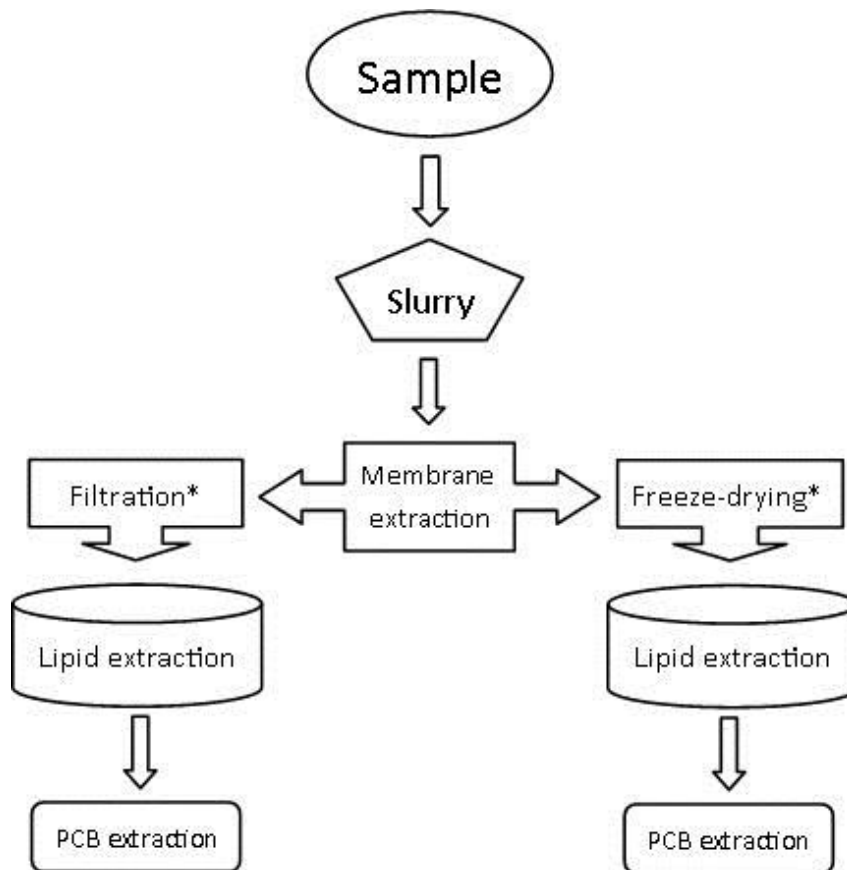 Sample
Slurry
Membrane
extraction
Filtration*
Freeze-drying*
Lipid extraction
Lipid extraction
PCB extraction
PCB extraction